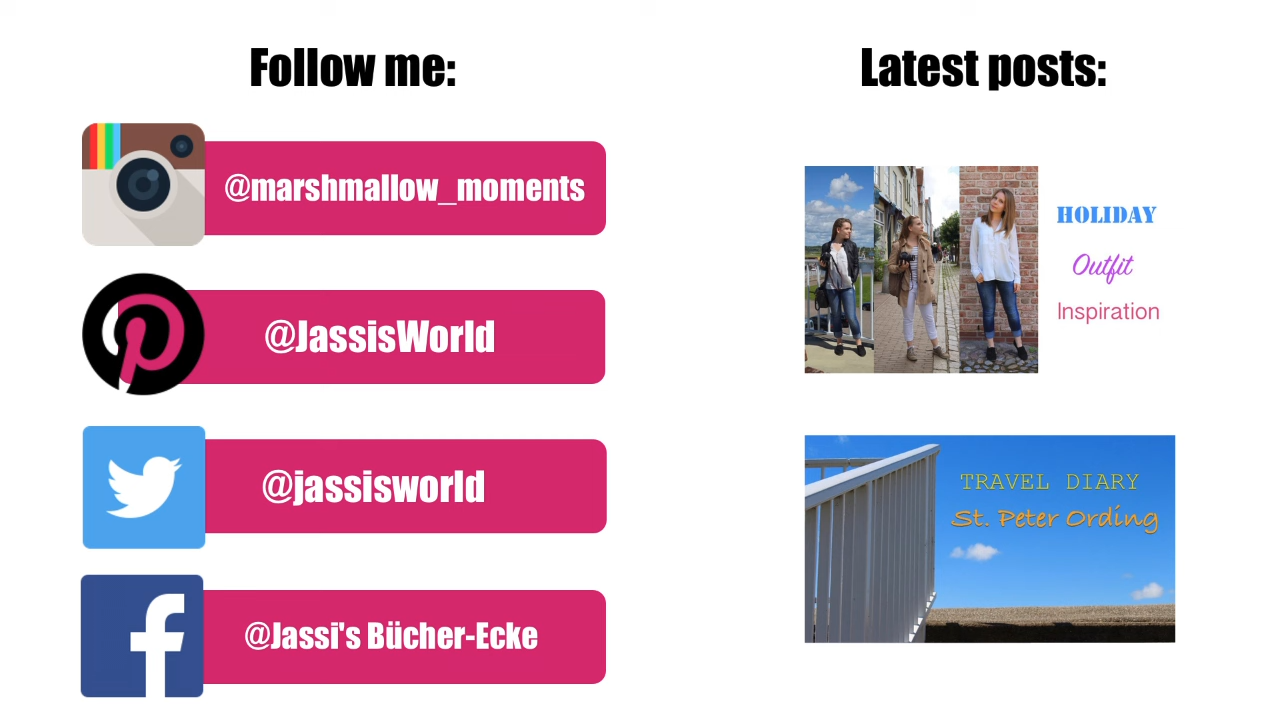 Follow me:
@marshmallow_moments
@JassisWorld
@jassisworld
@Jassi's Bücher-Ecke
Latest posts:
HOLIDAY
Outfit
Inspiration
TRAVEL DIARY
St. Peter Ording